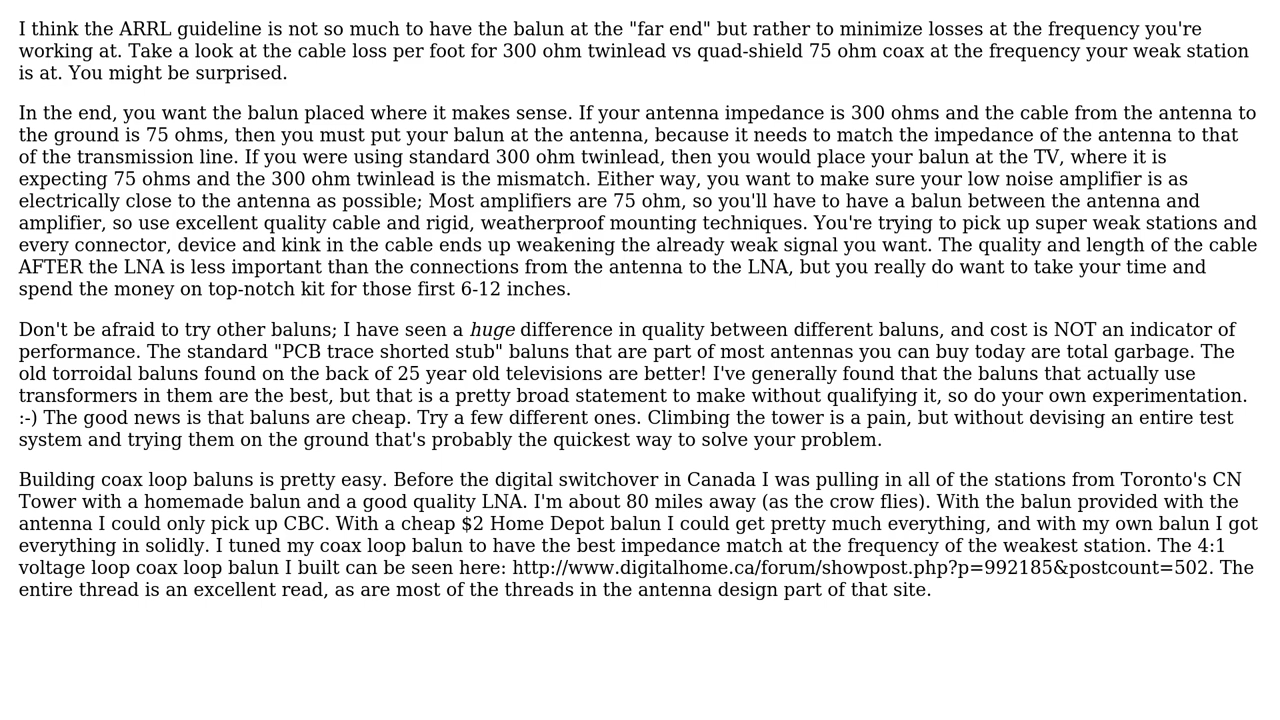 I think the ARRL guideline is not so much to have the balun at the "far end" but rather to minimize losses at the frequency you're
working at. Take a look at the cable loss per foot for 300 ohm twinlead vs quad-shield 75 ohm coax at the frequency your weak station
is at. You might be surprised.
In the end, you want the balun placed where it makes sense. If your antenna impedance is 300 ohms and the cable from the antenna to
the ground is 75 ohms, then you must put your balun at the antenna, because it needs to match the impedance of the antenna to that
of the transmission line. If you were using standard 300 ohm twinlead, then you would place your balun at the TV, where it is
expecting 75 ohms and the 300 ohm twinlead is the mismatch. Either way, you want to make sure your low noise amplifier is as
electrically close to the antenna as possible; Most amplifiers are 75 ohm, so you'll have to have a balun between the antenna and
amplifier, so use excellent quality cable and rigid, weatherproof mounting techniques. You're trying to pick up super weak stations and
every connector, device and kink in the cable ends up weakening the already weak signal you want. The quality and length of the cable
AFTER the LNA is less important than the connections from the antenna to the LNA, but you really do want to take your time and
spend the money on top-notch kit for those first 6-12 inches.
Don't be afraid to try other baluns; I have seen a huge difference in quality between different baluns, and cost is NOT an indicator of
performance. The standard "PCB trace shorted stub" baluns that are part of most antennas you can buy today are total garbage. The
old torroidal baluns found on the back of 25 year old televisions are better! I've generally found that the baluns that actually use
transformers in them are the best, but that is a pretty broad statement to make without qualifying it, so do your own experimentation.
:-) The good news is that baluns are cheap. Try a few different ones. Climbing the tower is a pain, but without devising an entire test
system and trying them on the ground that's probably the quickest way to solve your problem.
Building coax loop baluns is pretty easy. Before the digital switchover in Canada I was pulling in all of the stations from Toronto's CN
Tower with a homemade balun and a good quality LNA. I'm about 80 miles away (as the crow flies). With the balun provided with the
antenna I could only pick up CBC. With a cheap $2 Home Depot balun I could get pretty much everything, and with my own balun I got
everything in solidly. I tuned my coax loop balun to have the best impedance match at the frequency of the weakest station. The 4:1
voltage loop coax loop balun I built can be seen here: http://www.digitalhome.ca/forum/showpost.php?p=992185&postcount=502. The
entire thread is an excellent read, as are most of the threads in the antenna design part of that site.